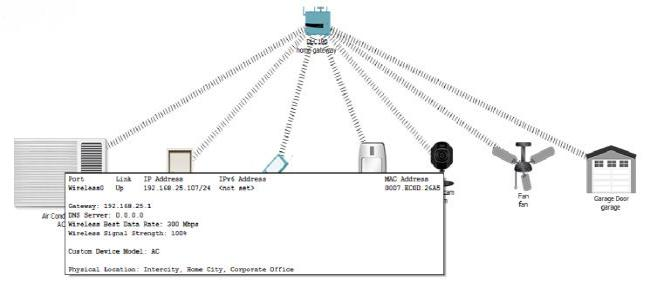 DLC100
home gateway
Port Link IP Address IPv6 Address MAC Address
Wireless0 Up 192.168.25.107/24 <not set> 0007.EC0D.26A5
Gateway: 192.168.25.1
DNS Server: 0.0.0.0
Wireless Best Data Rate: 300 Mbps
Wireless Signal Strength: 100%
Custom Device Model: AC
Physical Location: Intercity, Home City, Corporate Office
Air Cond
AC
am
Fan
fan
Garage Door
garage